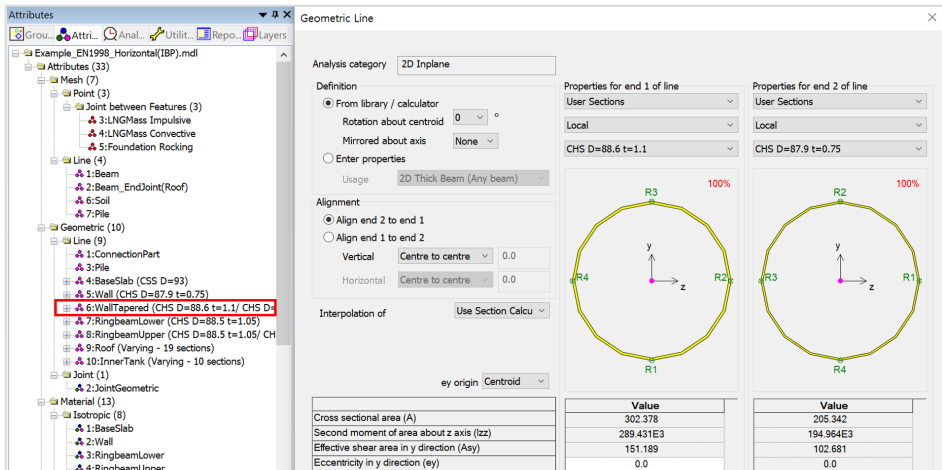 Attributes
Grou... Attri... Anal... Utilit... Repo... Layers
Example_EN1998_Horizontal(IBP).mdl
Attributes (33)
Mesh (7)
Point (3)
Joint between Features (3)
3:LNGMass Impulsive
4:LNGMass Convective
5:Foundation Rocking
Line (4)
1:Beam
2:Beam_EndJoint(Roof)
6:Soil
7:Pile
Geometric (10)
Line (9)
1:ConnectionPart
3:Pile
4:BaseSlab (CSS D=93)
5:Wall (CHS D=87.9 t=0.75)
6:WallTapered (CHS D=88.6 t=1.1/ CHS D=
7:RingbeamLower (CHS D=88.5 t=1.05)
8:RingbeamUpper (CHS D=88.5 t=1.05/ CH
9:Roof (Varying - 19 sections)
10:InnerTank (Varying - 10 sections)
Joint (1)
2:JointGeometric
Material (13)
Isotropic (8)
1:BaseSlab
2:Wall
3:RingbeamLower
4:RingbeamUpper
Geometric Line
Analysis category 2D Inplane
Definition
From library / calculator
Rotation about centroid 0 °
Mirrored about axis None
Enter properties
Usage 2D Thick Beam (Any beam)
Alignment
Align end 2 to end 1
Align end 1 to end 2
Vertical Centre to centre 0.0
Horizontal Centre to centre 0.0
Interpolation of Use Section Calcu
ey origin Centroid
Properties for end 1 of line
User Sections
Local
CHS D=88.6 t=1.1
100%
R3
y
R4 z R2
R1
Properties for end 2 of line
User Sections
Local
CHS D=87.9 t=0.75
100%
R2
y
R3 z R1
R4
Value Value
Cross sectional area (A) 302.378 205.342
Second moment of area about z axis (Izz) 289.431E3 194.964E3
Effective shear area in y direction (Asy) 151.189 102.681
Eccentricity in y direction (ey) 0.0 0.0